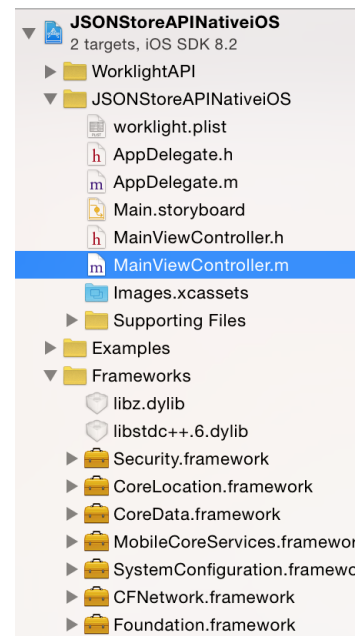 JSONStoreAPINativeiOS
2 targets, iOS SDK 8.2
WorklightAPI
JSONStoreAPINativeiOS
PLIST
worklight.plist
h
AppDelegate.h
m
AppDelegate.m
Main.storyboard
h
MainViewController.h
m
MainViewController.m
Images.xcassets
Supporting Files
Examples
Frameworks
libz.dylib
libstdc++.6.dylib
Security.framework
CoreLocation.framework
CoreData.framework
MobileCoreServices.framewor
SystemConfiguration.framewo
CFNetwork.framework
Foundation.framework